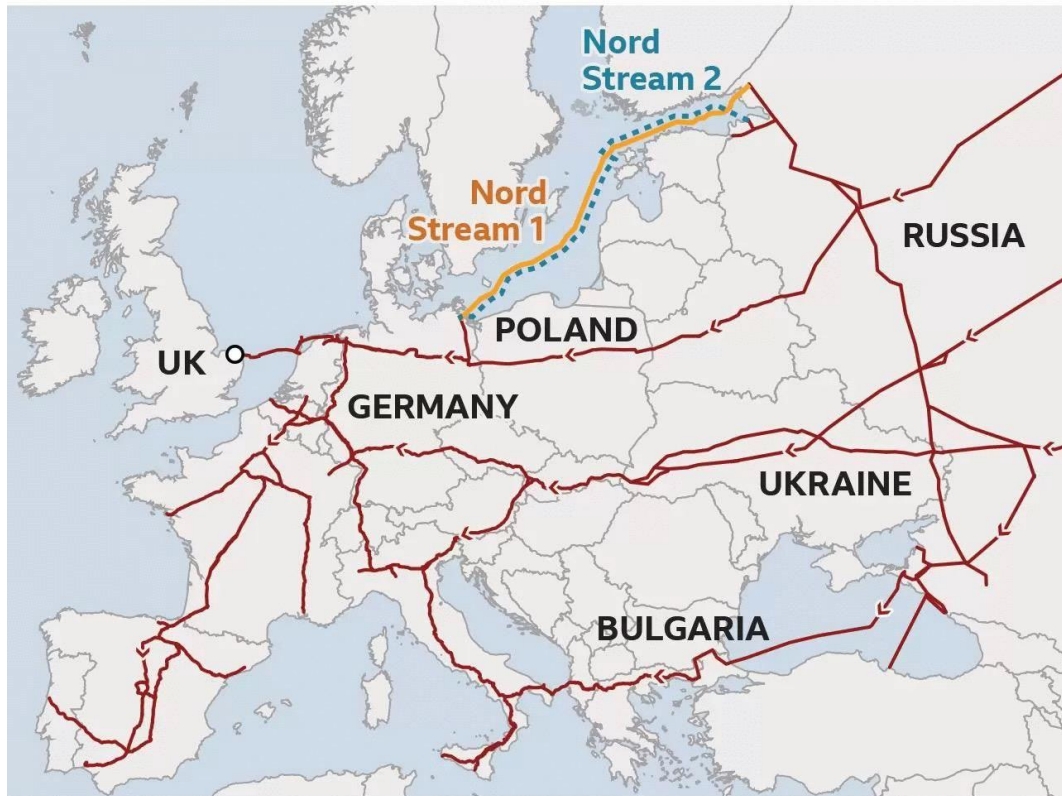 Nord
Stream 2
Nord
Stream 1
RUSSIA
POLAND
UK
GERMANY
UKRAINE
BULGARIA